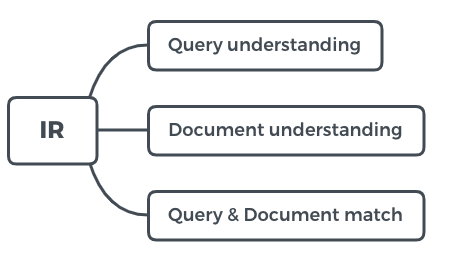 Query understanding
IR
Document understanding
Query & Document match